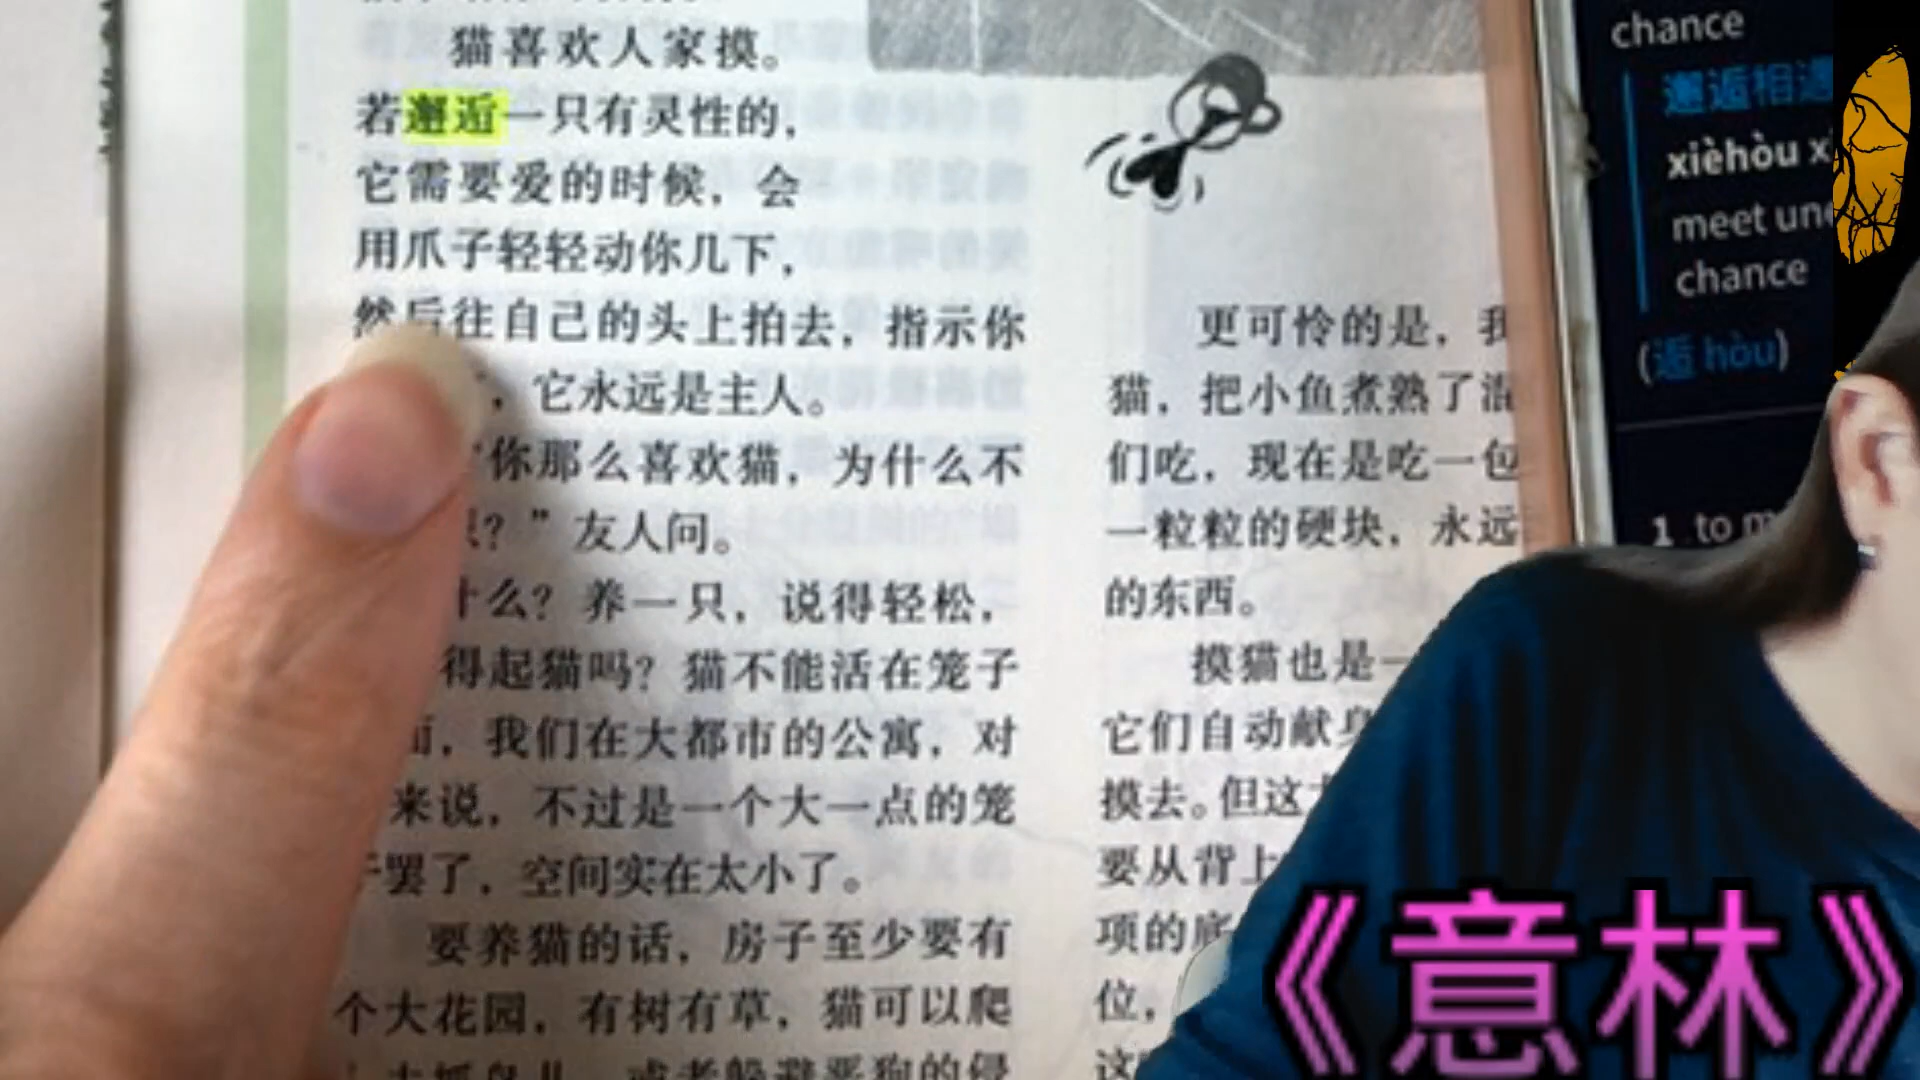 猫喜欢人家摸。
若邂逅一只有灵性的，
它需要爱的时候，会
用爪子轻轻动你几下，
然后往自己的头上拍去，指示你
，它永远是主人。
“你那么喜欢猫，为什么不
？”友人问。
什么？养一只，说得轻松，
得起猫吗？猫不能活在笼子
，我们在大都市的公寓，对
来说，不过是一个大一点的笼
子罢了，空间实在太小了。
要养猫的话，房子至少要有
个大花园，有树有草，猫可以爬
更可怜的是，我
猫，把小鱼煮熟了混
们吃，现在是吃一包
一粒粒的硬块，永远
的东西。
摸猫也是一
它们自动献身
摸去。但这
要从背上
项的底
位，
这
chance
邂逅相遇
xièhòu
meet
chance
(逅 hòu)
1 to
《意林》